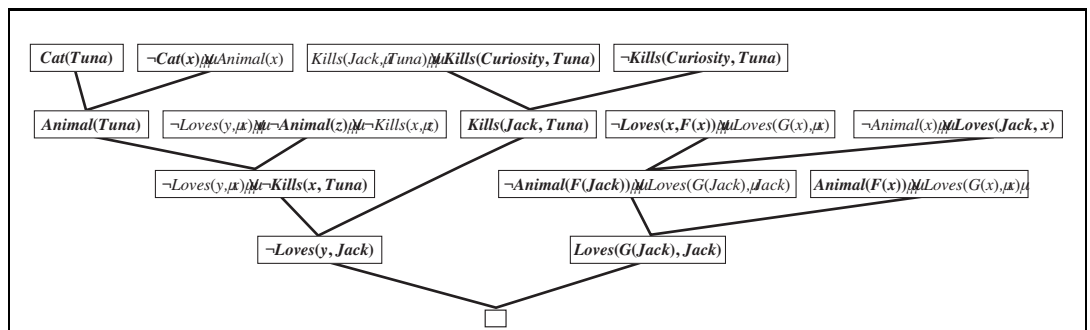 Cat(Tuna)
¬Cat(x) ∨ Animal(x)
Kills(Jack, Tuna) ∨ Kills(Curiosity, Tuna)
¬Kills(Curiosity, Tuna)
Animal(Tuna)
¬Loves(y, x) ∨ ¬Animal(z) ∨ ¬Kills(x, z)
Kills(Jack, Tuna)
¬Loves(x, F(x)) ∨ Loves(G(x), x)
¬Animal(x) ∨ Loves(Jack, x)
¬Loves(y, x) ∨ ¬Kills(x, Tuna)
¬Animal(F(Jack)) ∨ Loves(G(Jack), Jack)
Animal(F(x)) ∨ Loves(G(x), x)
¬Loves(y, Jack)
Loves(G(Jack), Jack)